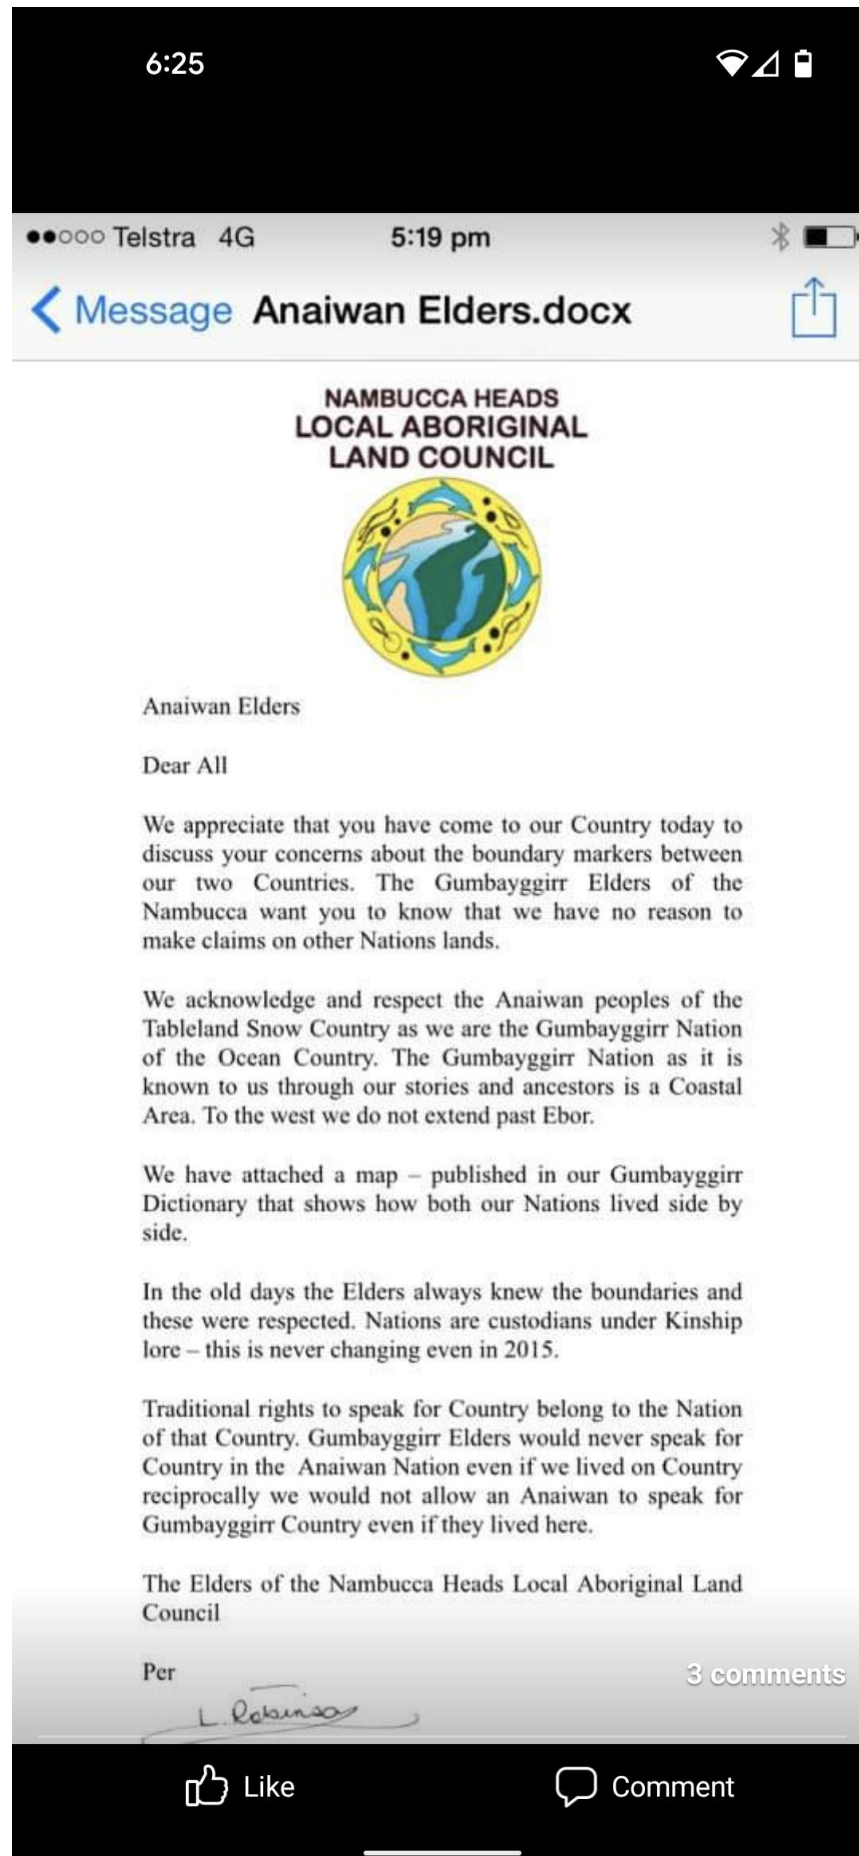 6:25
Telstra 4G 5:19 pm
Message Anaiwan Elders.docx
NAMBUCCA HEADS
LOCAL ABORIGINAL
LAND COUNCIL
Anaiwan Elders
Dear All
We appreciate that you have come to our Country today to
discuss your concerns about the boundary markers between
our two Countries. The Gumbayggirr Elders of the
Nambucca want you to know that we have no reason to
make claims on other Nations lands.
We acknowledge and respect the Anaiwan peoples of the
Tableland Snow Country as we are the Gumbayggirr Nation
of the Ocean Country. The Gumbayggirr Nation as it is
known to us through our stories and ancestors is a Coastal
Area. To the west we do not extend past Ebor.
We have attached a map – published in our Gumbayggirr
Dictionary that shows how both our Nations lived side by
side.
In the old days the Elders always knew the boundaries and
these were respected. Nations are custodians under Kinship
lore – this is never changing even in 2015.
Traditional rights to speak for Country belong to the Nation
of that Country. Gumbayggirr Elders would never speak for
Country in the Anaiwan Nation even if we lived on Country
reciprocally we would not allow an Anaiwan to speak for
Gumbayggirr Country even if they lived here.
The Elders of the Nambucca Heads Local Aboriginal Land
Council
Per
3 comments
L. Robinson
Like Comment